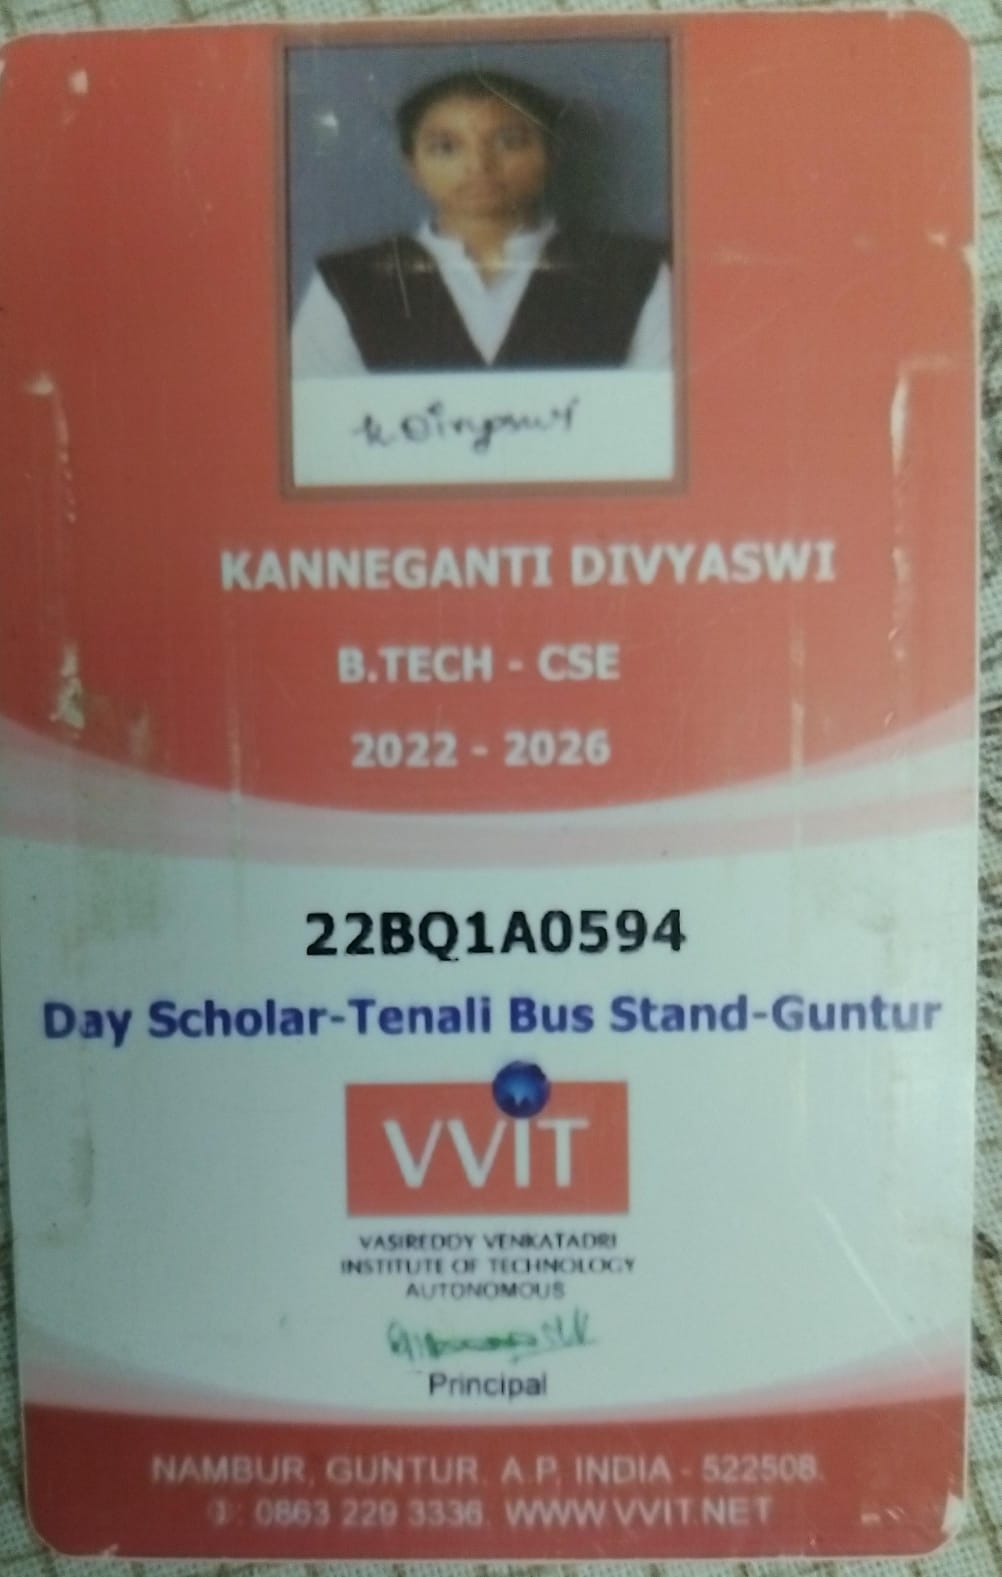 K. Divyaswi
KANNEGANTI DIVYASWI
B.TECH - CSE
2022 - 2026
22BQ1A0594
Day Scholar-Tenali Bus Stand-Guntur
VVIT
VASIREDDY VENKATADRI
INSTITUTE OF TECHNOLOGY
AUTONOMOUS
Principal
NAMBUR, GUNTUR. A.P, INDIA - 522508.
0863 229 3336. WWW.VVIT.NET